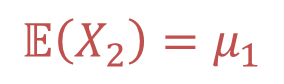 𝔼(X₂) = μ₁